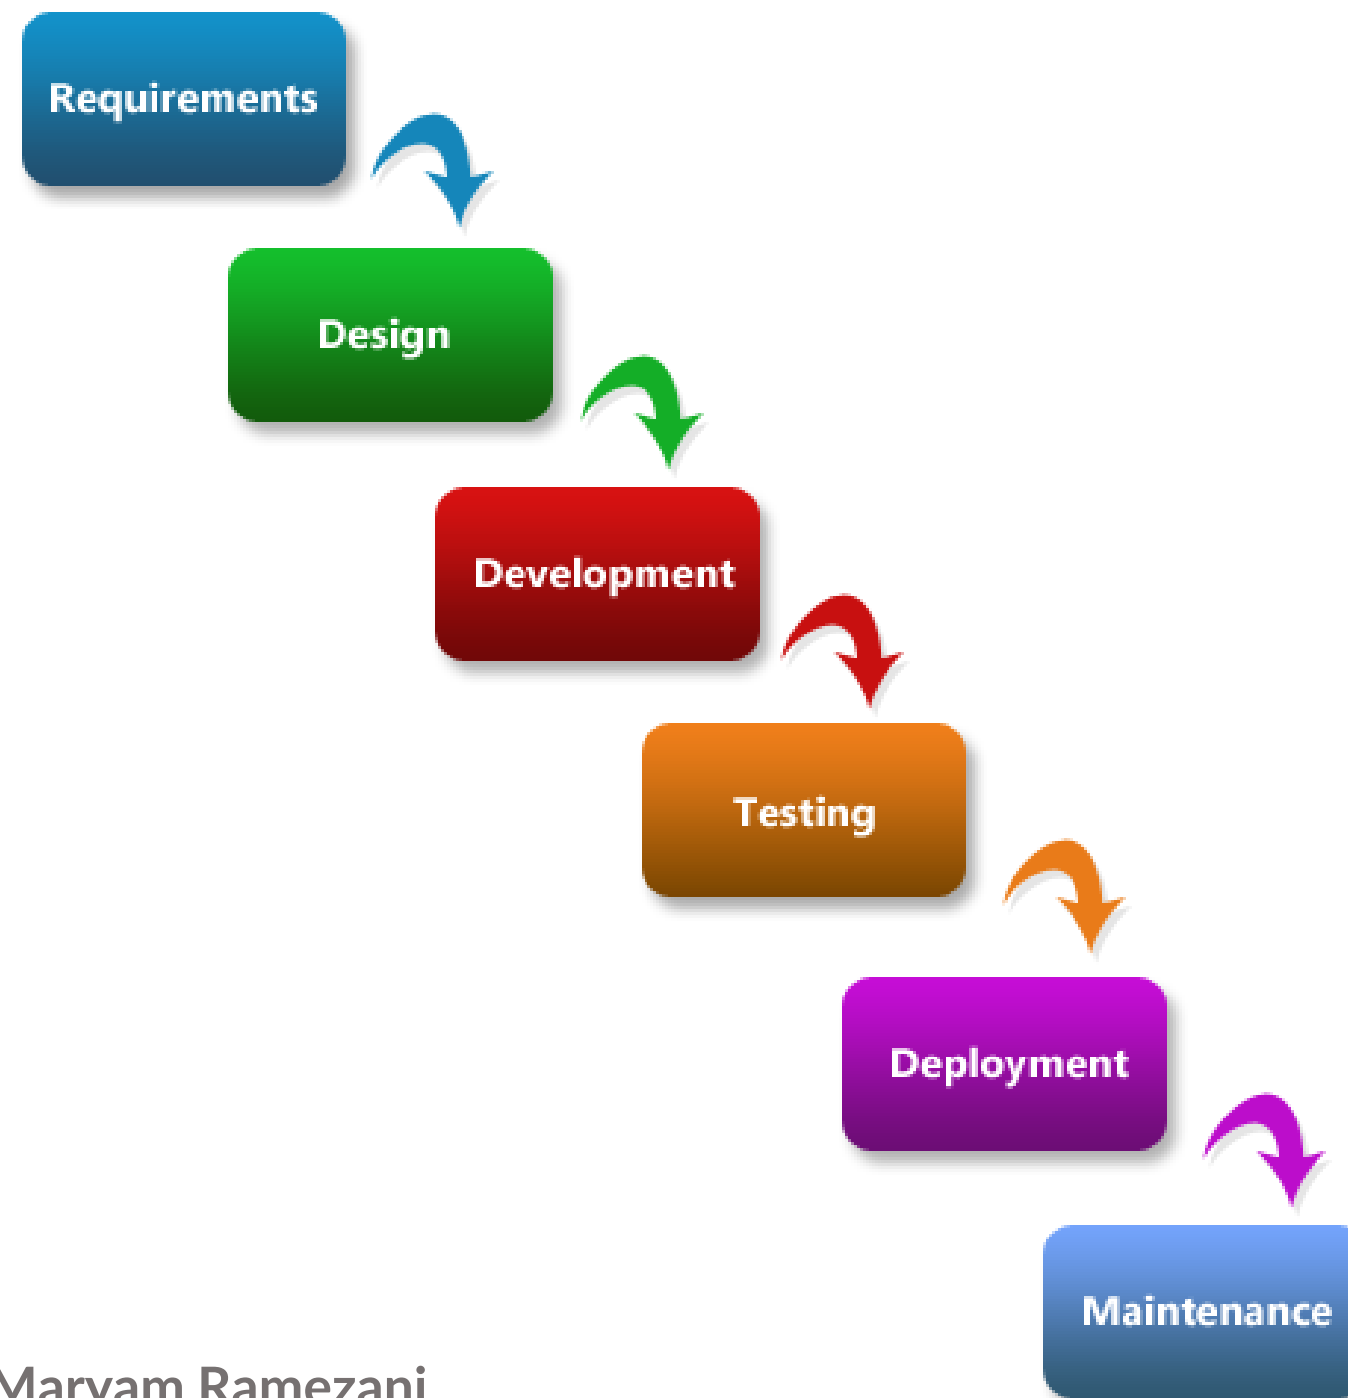 Requirements
Design
Development
Testing
Deployment
Maintenance
Maryam Ramezani